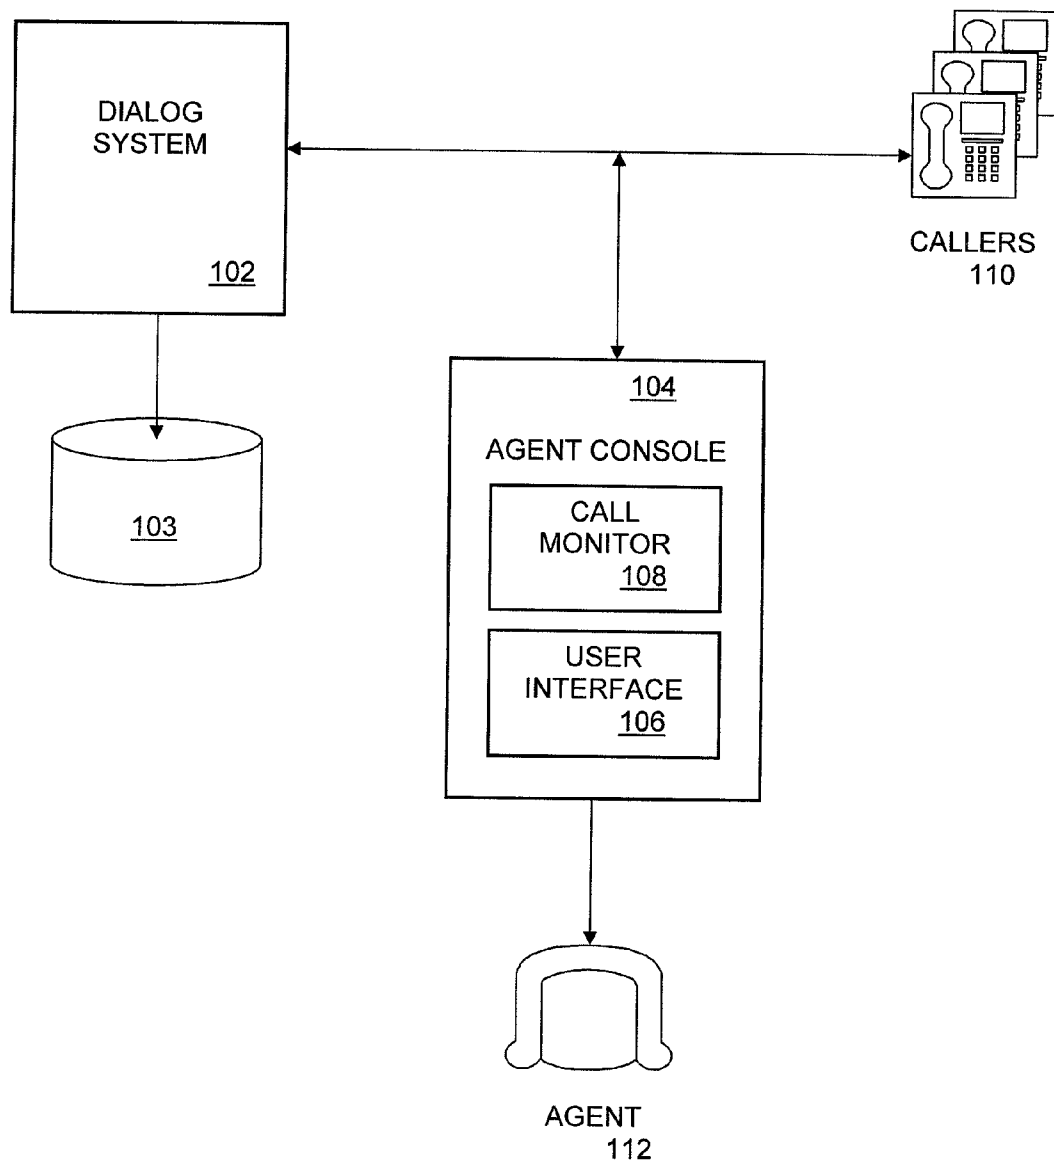 DIALOG
SYSTEM
102
CALLERS
110
103
104
AGENT CONSOLE
CALL
MONITOR
108
USER
INTERFACE
106
AGENT
112